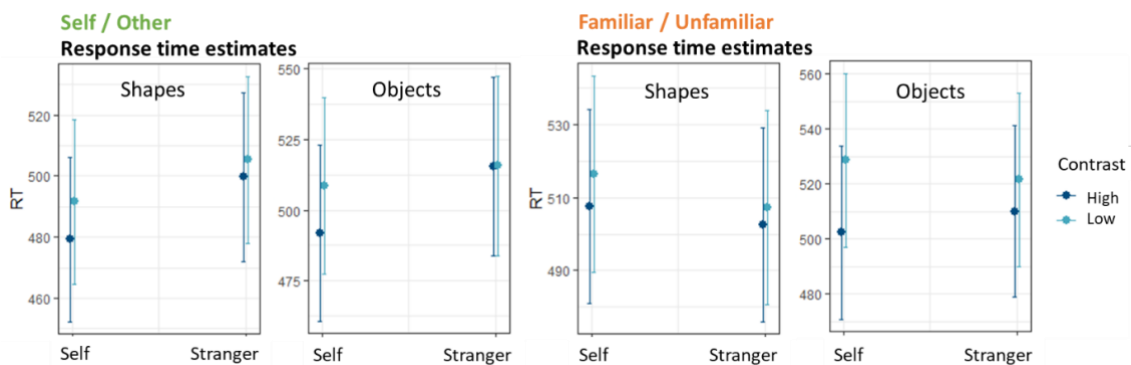 Self / Other
Response time estimates
Shapes
520
500
480
460
RT
Self Stranger
Objects
550
525
500
475
Self Stranger
Familiar / Unfamiliar
Response time estimates
Shapes
530
510
490
RT
Self Stranger
Objects
560
540
520
500
480
Self Stranger
Contrast
High
Low